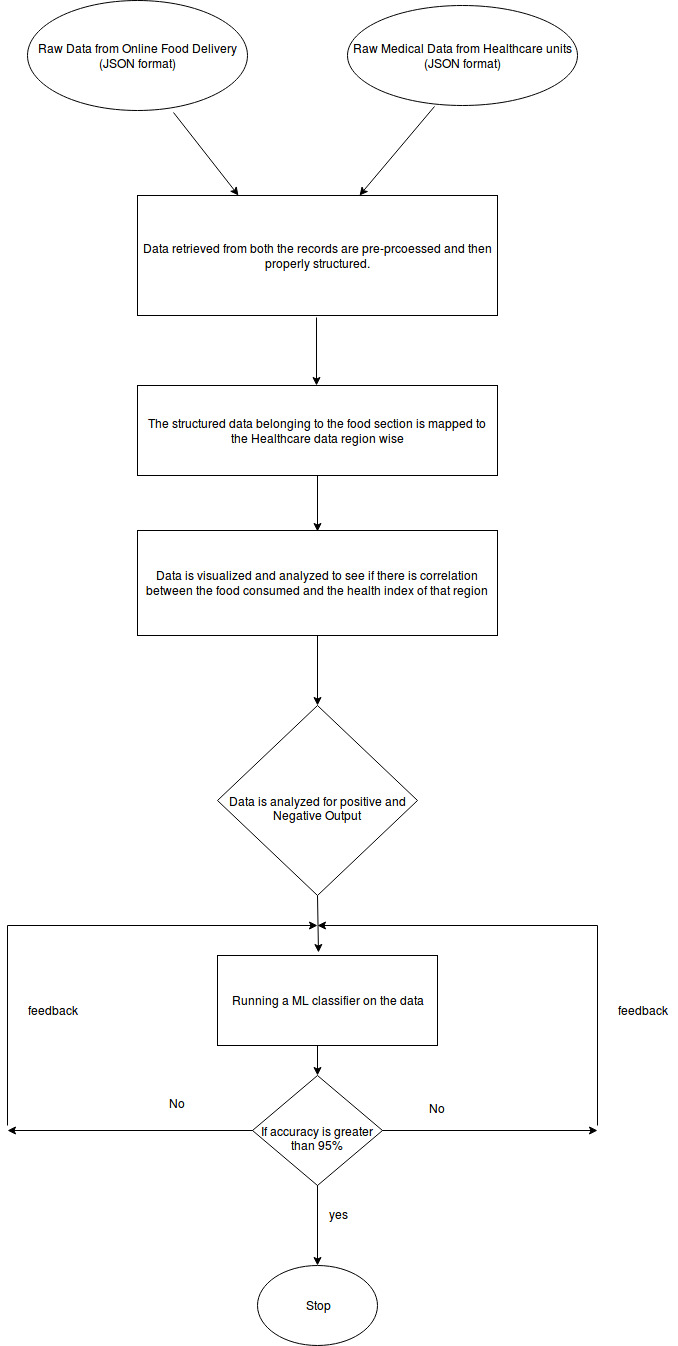 Raw Data from Online Food Delivery
(JSON format)
Raw Medical Data from Healthcare units
(JSON format)
Data retrieved from both the records are pre-prcoessed and then
properly structured.
The structured data belonging to the food section is mapped to
the Healthcare data region wise
Data is visualized and analyzed to see if there is correlation
between the food consumed and the health index of that region
Data is analyzed for positive and
Negative Output
Running a ML classifier on the data
feedback
feedback
No
No
If accuracy is greater
than 95%
yes
Stop